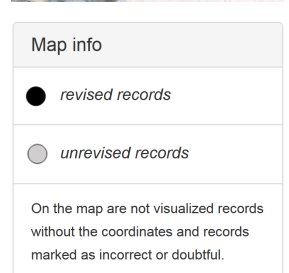 Map info
revised records
unrevised records
On the map are not visualized records
without the coordinates and records
marked as incorrect or doubtful.